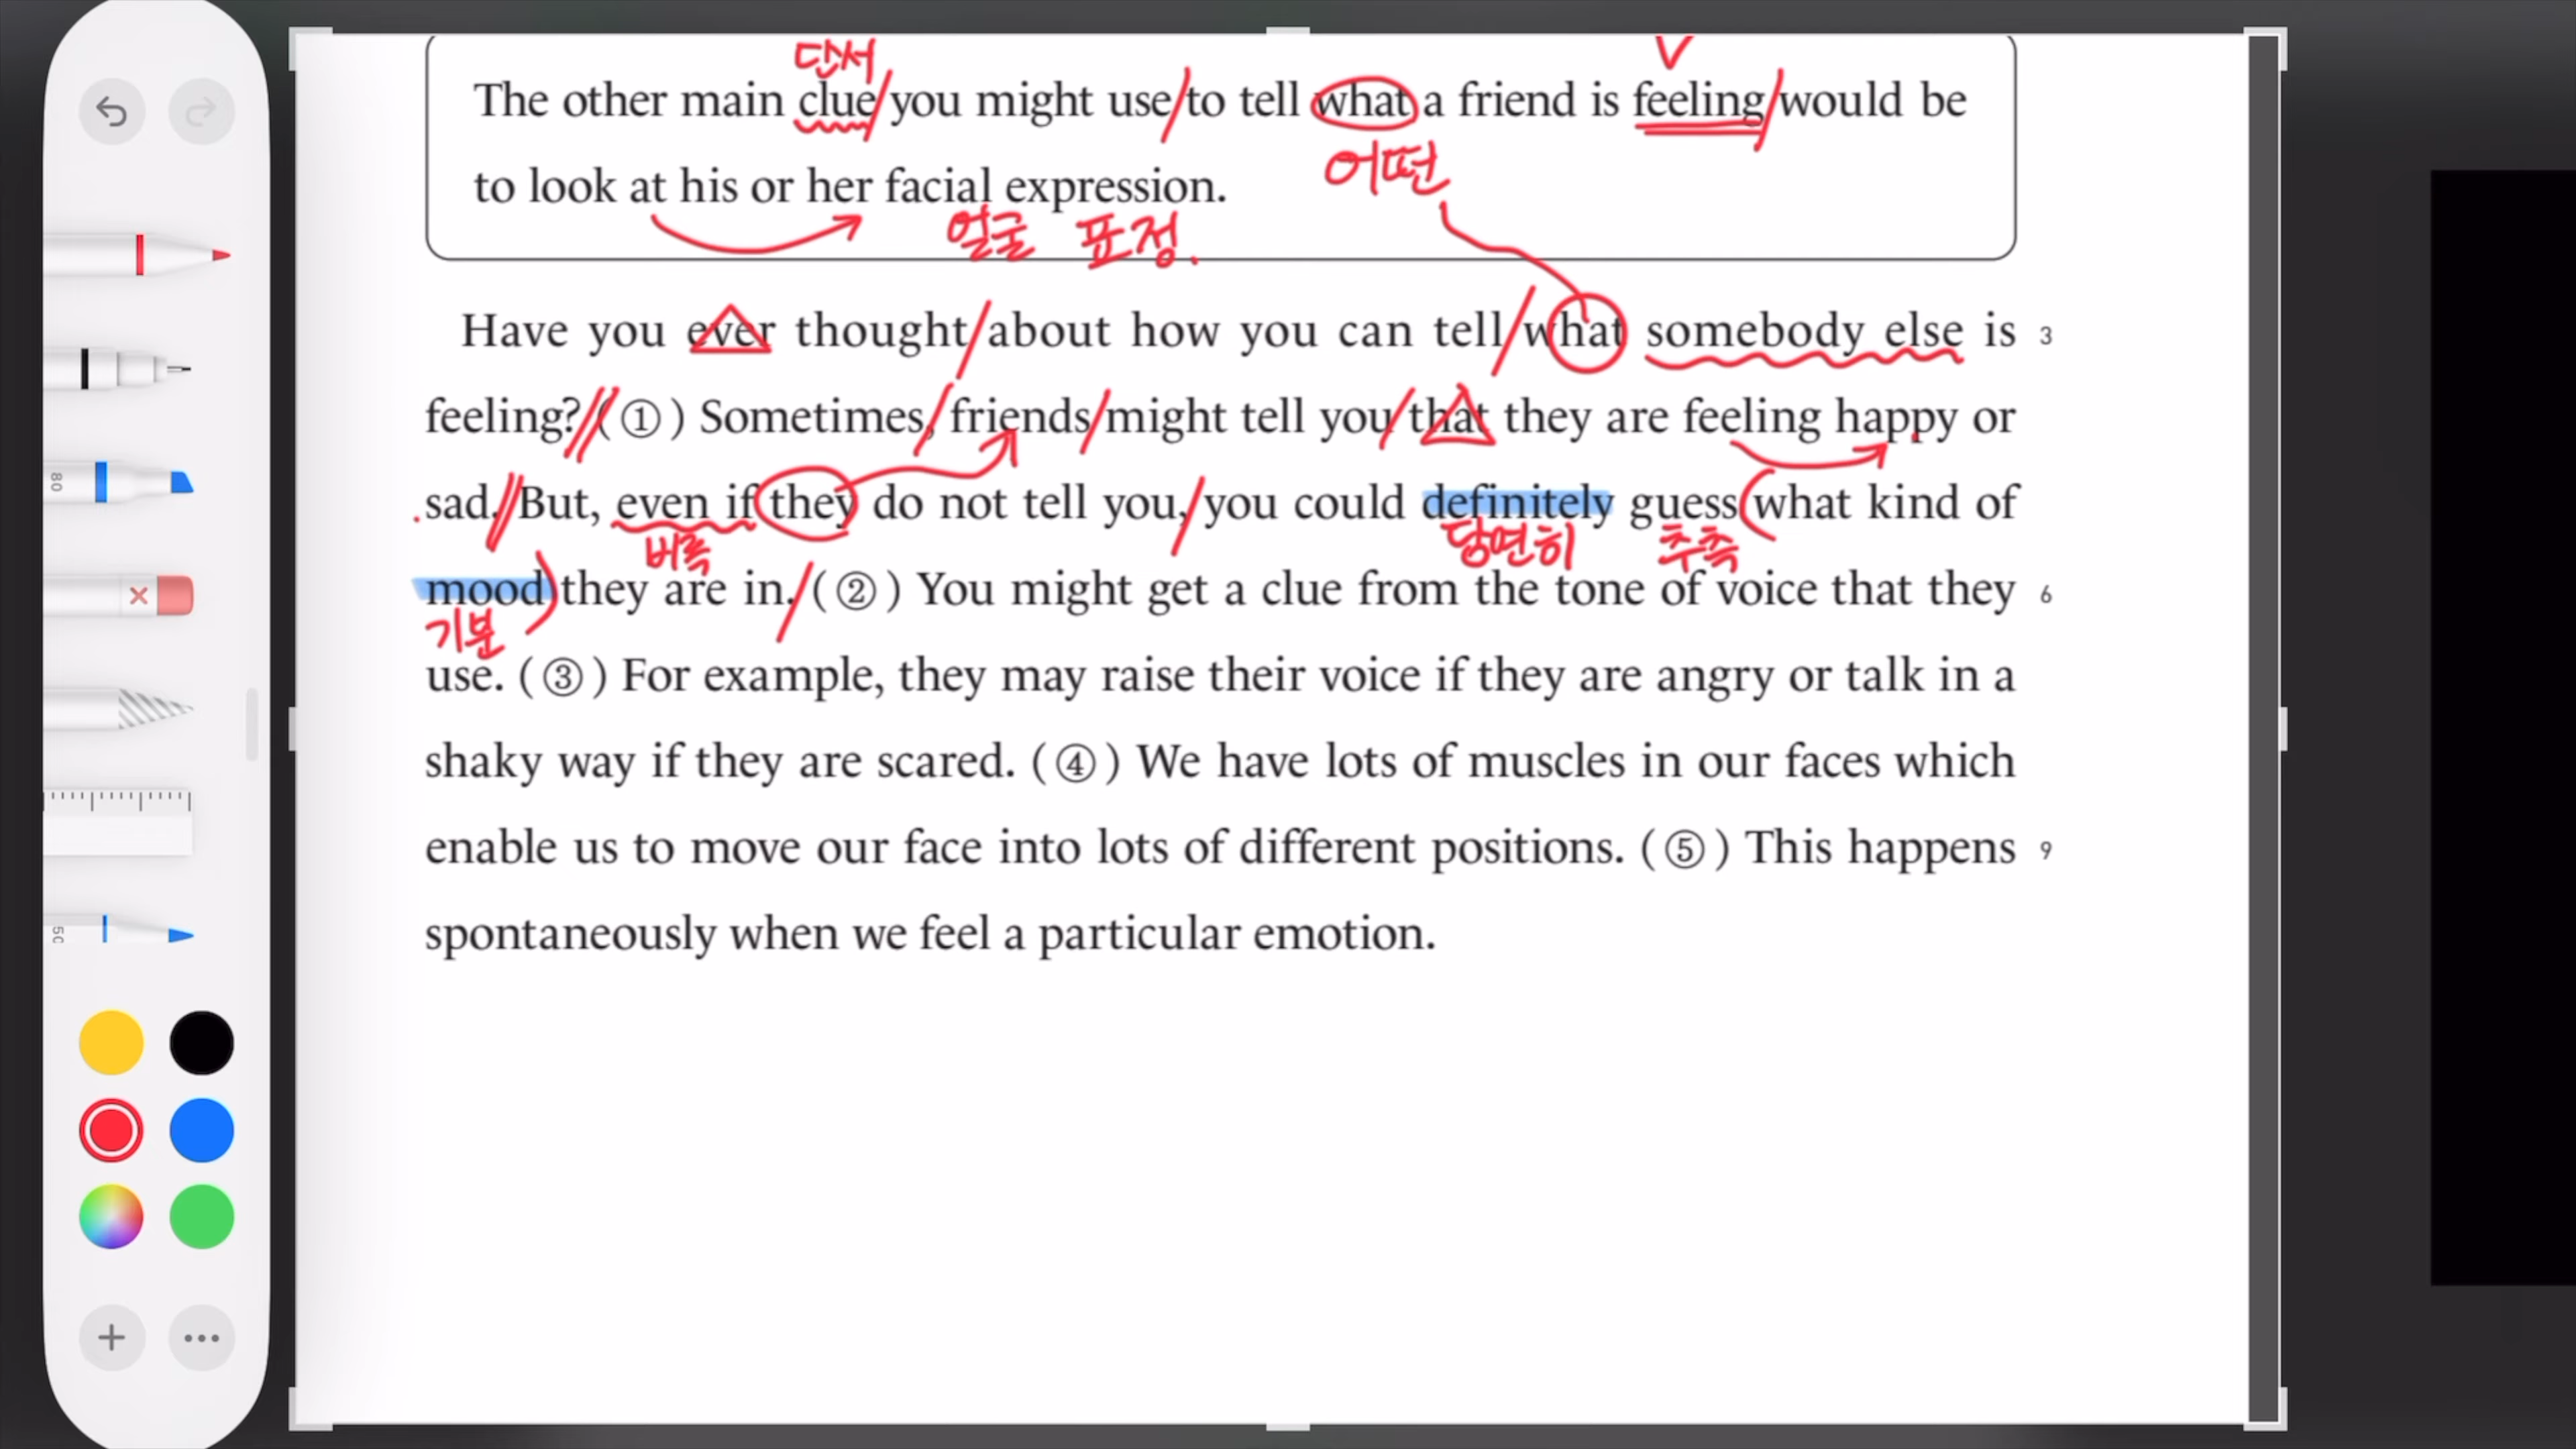 단서
The other main clue you might use to tell what a friend is feeling would be
어떤
to look at his or her facial expression.
얼굴 표정.
Have you ever thought about how you can tell what somebody else is 3
feeling? ( ① ) Sometimes, friends might tell you that they are feeling happy or
sad. But, even if they do not tell you, you could definitely guess what kind of
비록 당연히 추측
mood they are in. ( ② ) You might get a clue from the tone of voice that they 6
기분
use. ( ③ ) For example, they may raise their voice if they are angry or talk in a
shaky way if they are scared. ( ④ ) We have lots of muscles in our faces which
enable us to move our face into lots of different positions. ( ⑤ ) This happens 9
spontaneously when we feel a particular emotion.
80
50